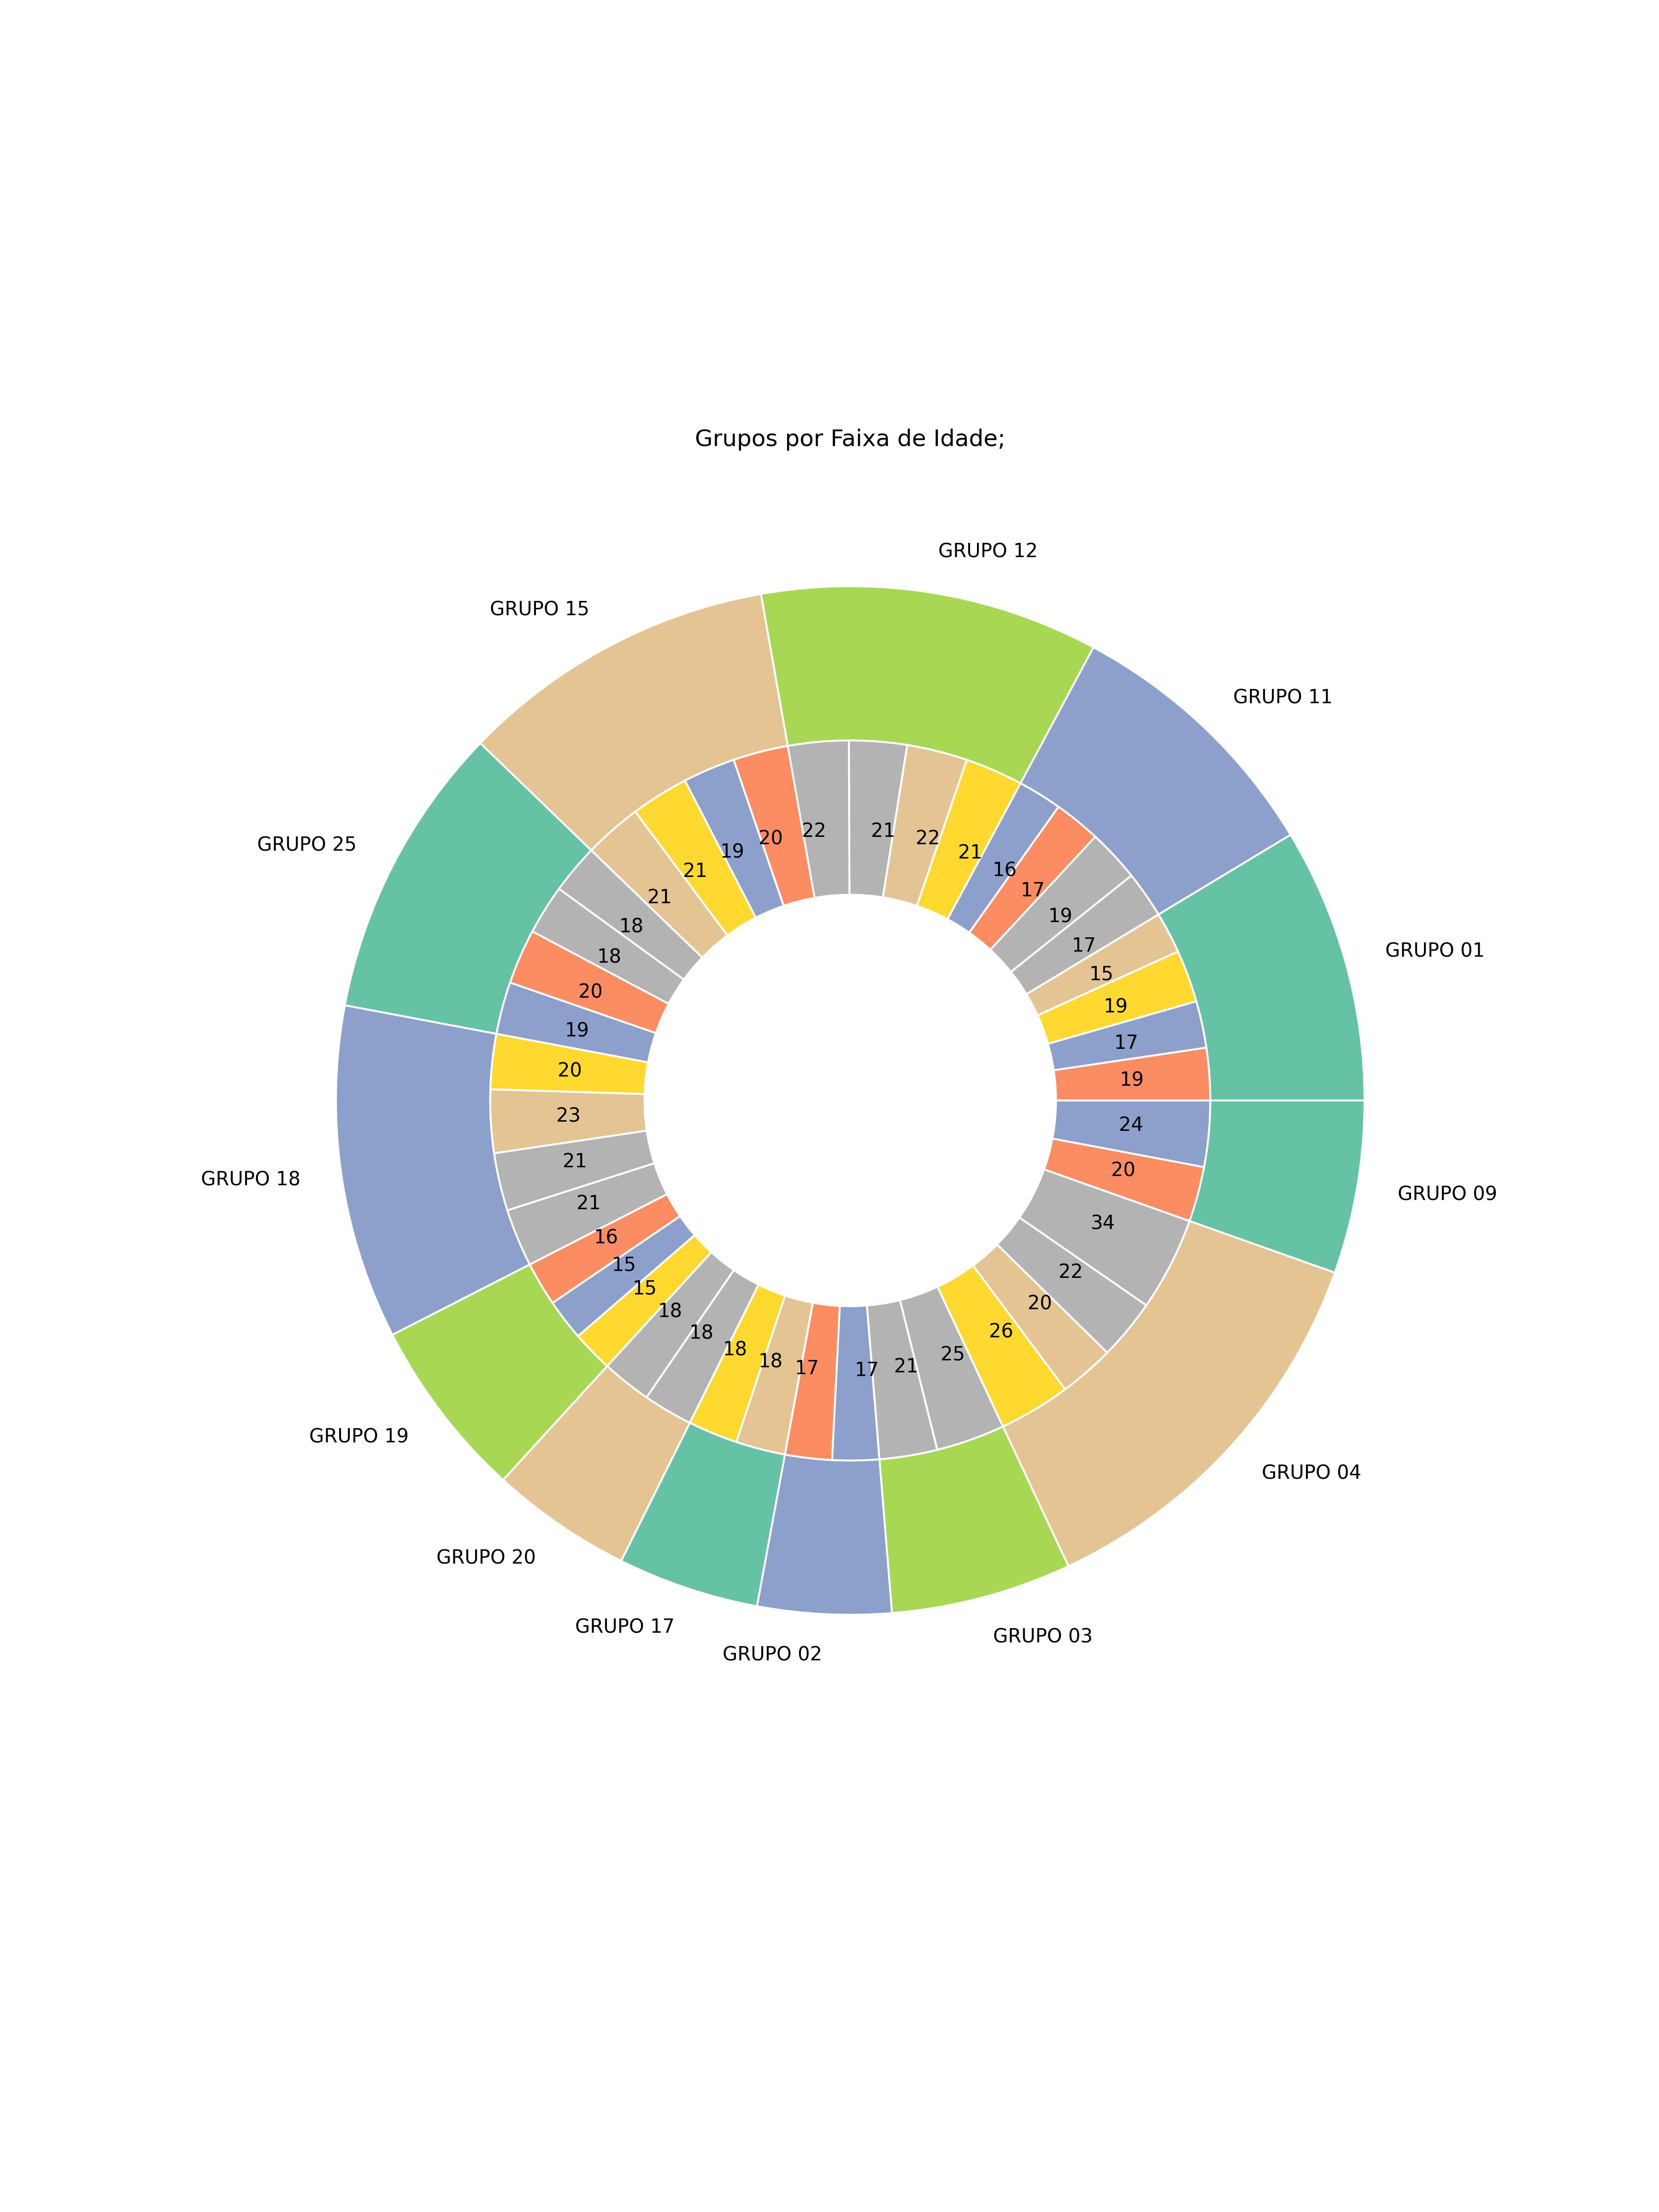 Grupos por Faixa de Idade;
GRUPO 12
GRUPO 15
GRUPO 11
GRUPO 25
GRUPO 01
GRUPO 18
GRUPO 09
GRUPO 19
GRUPO 04
GRUPO 20
GRUPO 17
GRUPO 03
GRUPO 02
19
17
19
15
17
19
17
16
21
22
21
22
20
19
21
21
18
18
20
19
20
23
21
21
16
15
15
18
18
18
18
17
17
21
25
26
20
22
34
20
24